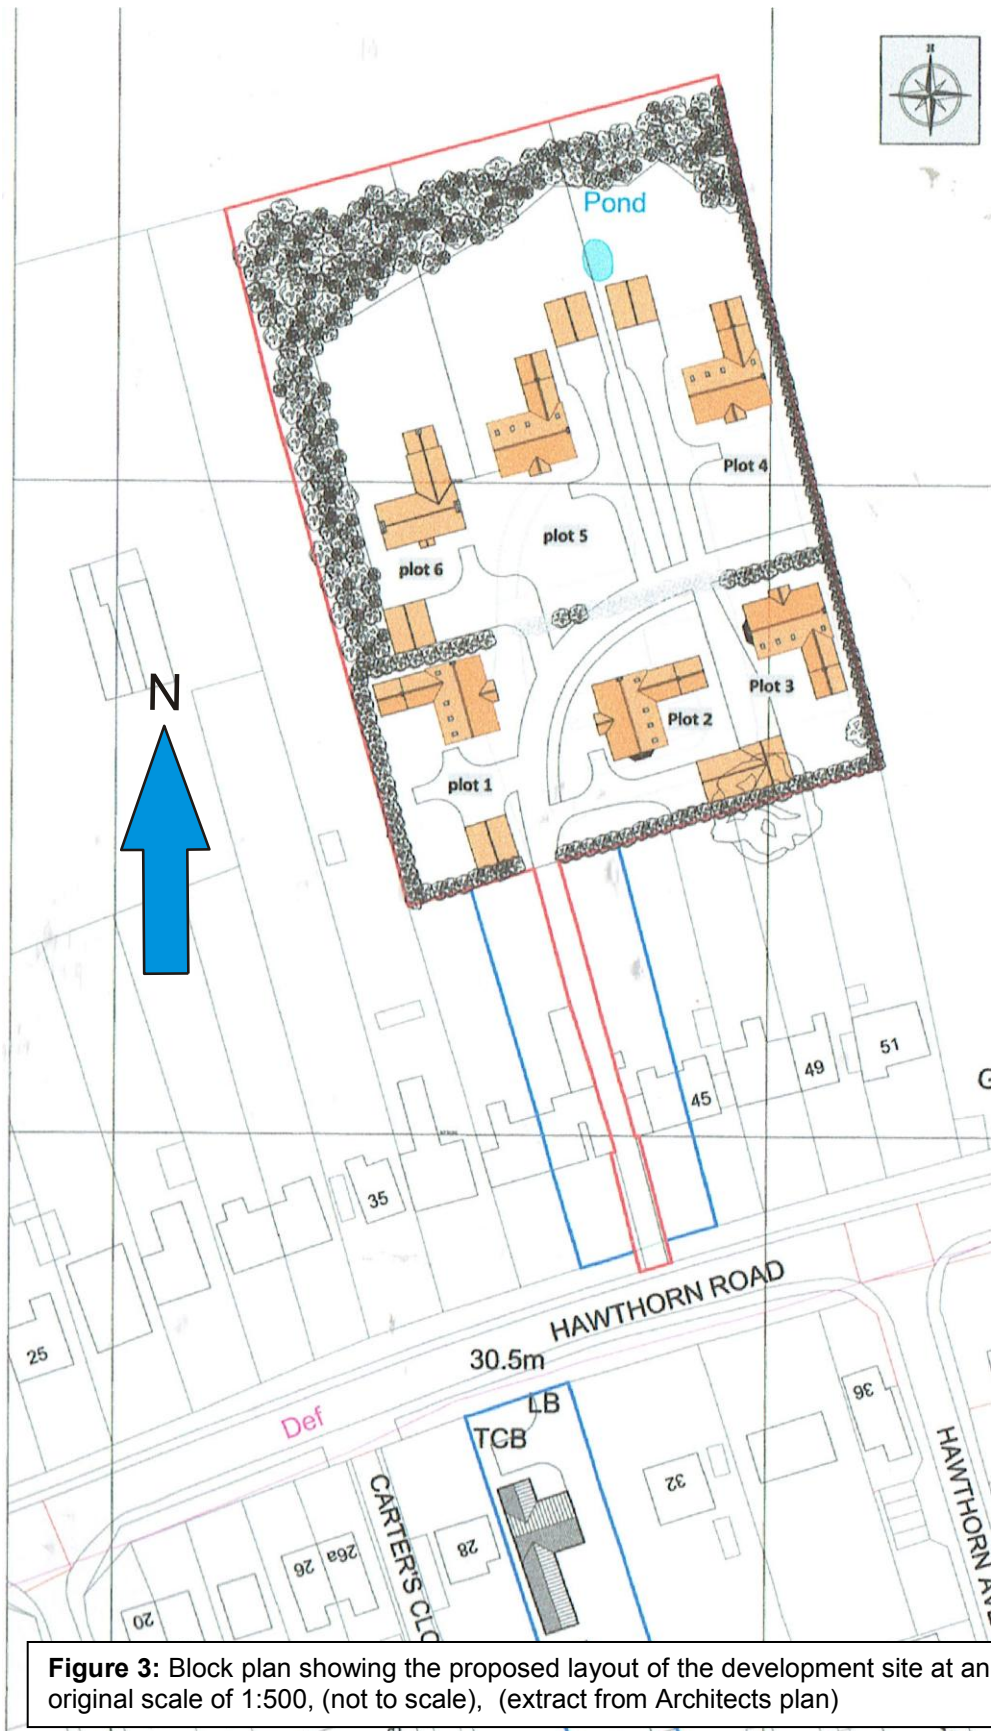 N
Pond
Plot 4
plot 5
plot 6
Plot 3
Plot 2
plot 1
N
51
49
45
35
25
HAWTHORN ROAD
30.5m
LB
TCB
Def
36
32
28
26a
26
20
CARTER'S CLO
HAWTHORN AVE
G
Figure 3: Block plan showing the proposed layout of the development site at an
original scale of 1:500, (not to scale), (extract from Architects plan)